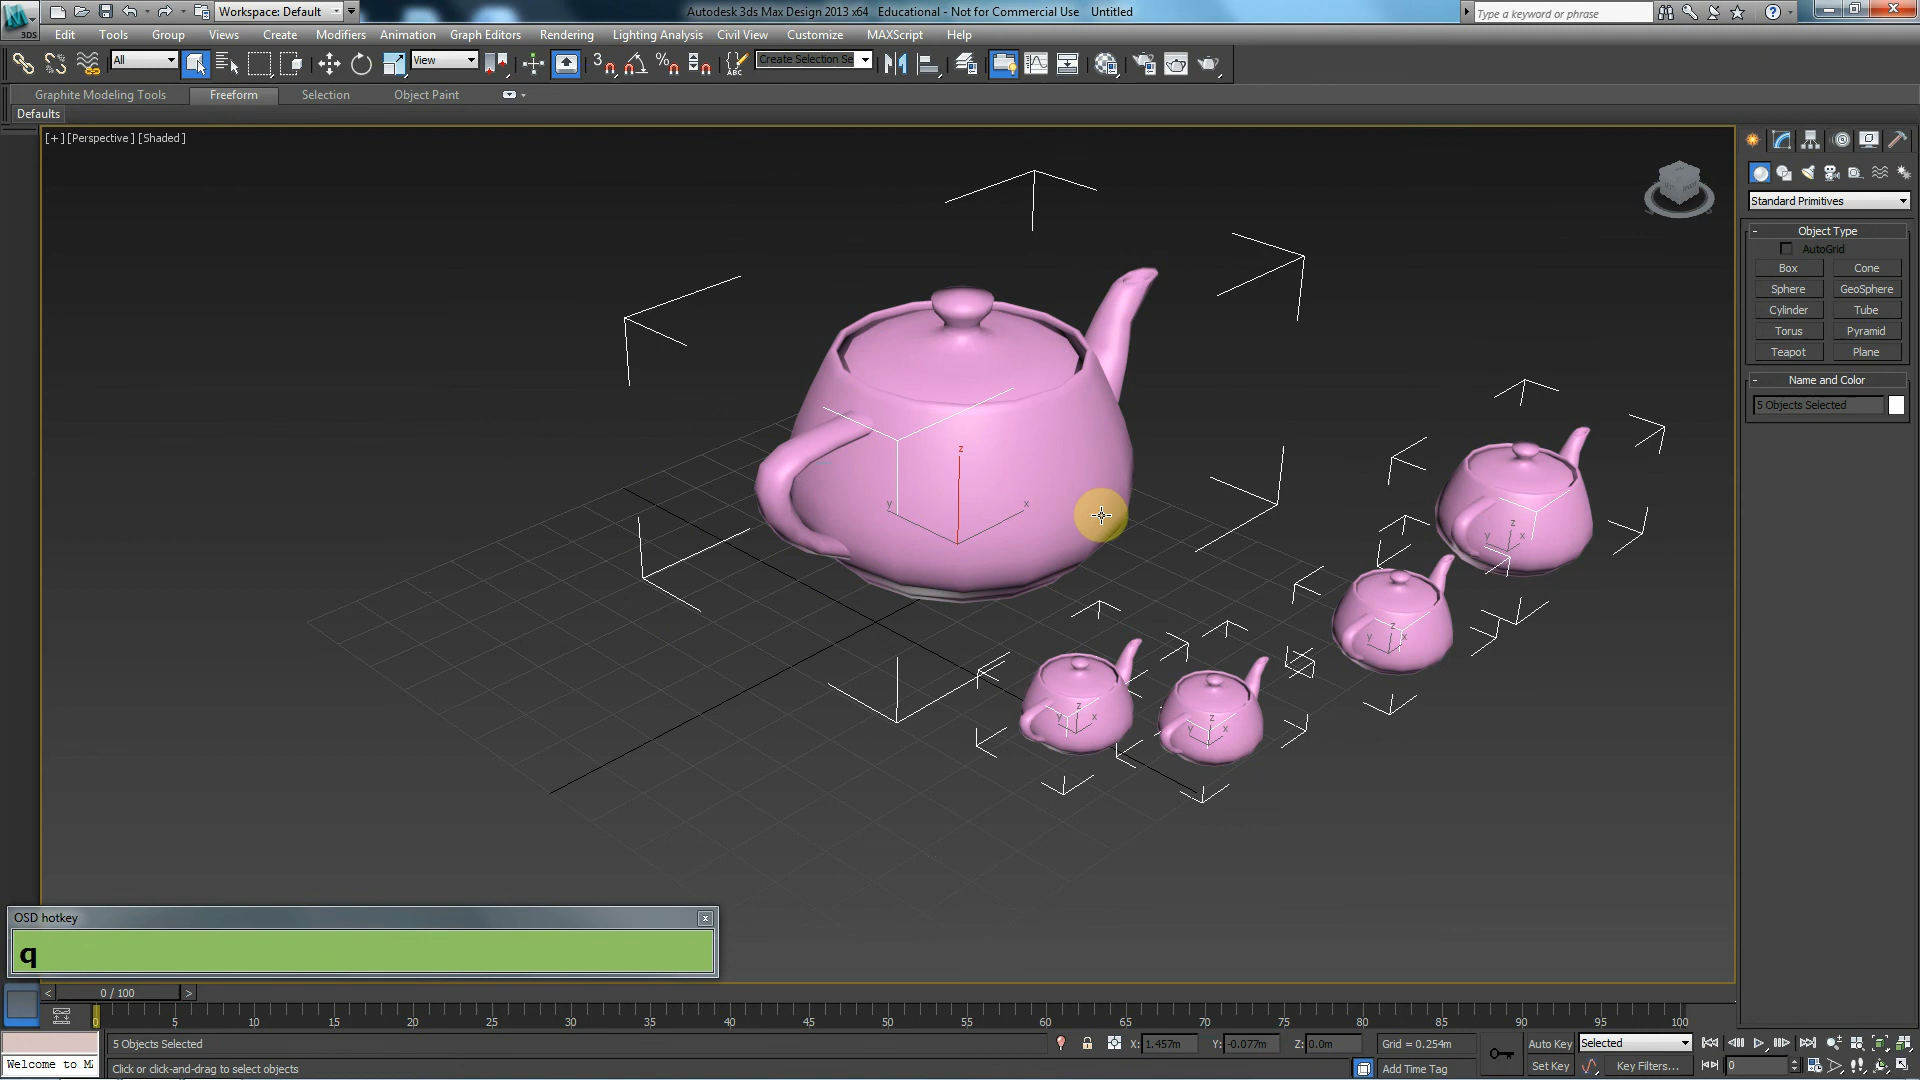 Workspace: Default
Autodesk 3ds Max Design 2013 x64   Educational - Not for Commercial Use   Untitled
Type a keyword or phrase
3DS
Edit Tools Group Views Create Modifiers Animation Graph Editors Rendering Lighting Analysis Civil View Customize MAXScript Help
All
View
3
Create Selection Se
ABC
Graphite Modeling Tools Freeform Selection Object Paint
Defaults
[+] [Perspective] [Shaded]
Standard Primitives
- Object Type
AutoGrid
Box Cone
Sphere GeoSphere
Cylinder Tube
Torus Pyramid
Teapot Plane
- Name and Color
5 Objects Selected
z
y x
z
y x
z
y x
z
y x
z
y x
OSD hotkey x
q
< 0 / 100 >
5 10 15 20 25 30 35 40 45 50 55 60 65 70 75 80 85 90 95 100
5 Objects Selected X: 1.457m Y: -0.077m Z: 0.0m Grid = 0.254m Auto Key Selected
Welcome to M Click or click-and-drag to select objects Add Time Tag Set Key Key Filters... 0